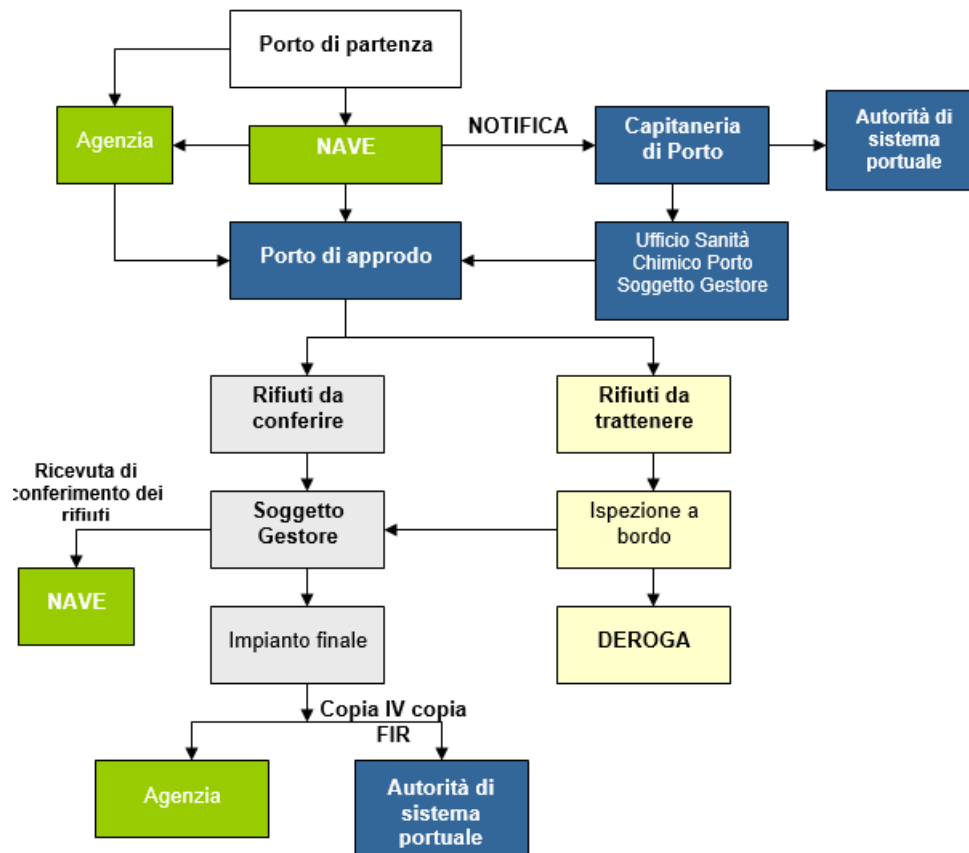 Porto di partenza
Agenzia
NAVE
NOTIFICA
Capitaneria
di Porto
Autorità di
sistema
portuale
Porto di approdo
Ufficio Sanità
Chimico Porto
Soggetto Gestore
Rifiuti da
conferire
Rifiuti da
trattenere
Ricevuta di
conferimento dei
rifiuti
Soggetto
Gestore
Ispezione a
bordo
NAVE
Impianto finale
DEROGA
Copia IV copia
FIR
Agenzia
Autorità di
sistema
portuale